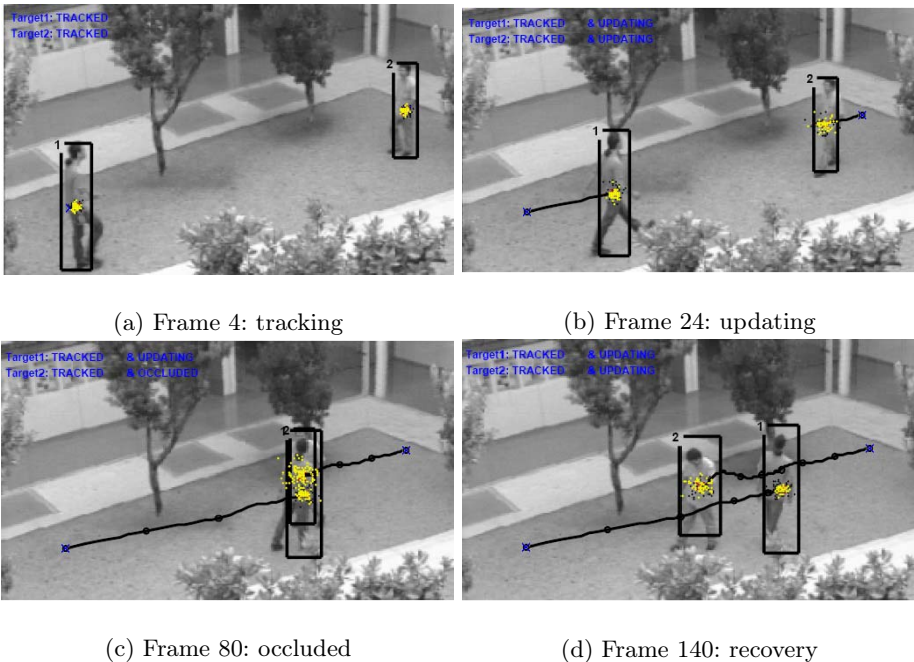 Target1: TRACKED
Target2: TRACKED
2
1
(a) Frame 4: tracking
Target1: TRACKED & UPDATING
Target2: TRACKED & UPDATING
2
1
(b) Frame 24: updating
Target1: TRACKED & UPDATING
Target2: TRACKED & OCCLUDED
1 2
(c) Frame 80: occluded
Target1: TRACKED & UPDATING
Target2: TRACKED & UPDATING
2
1
(d) Frame 140: recovery